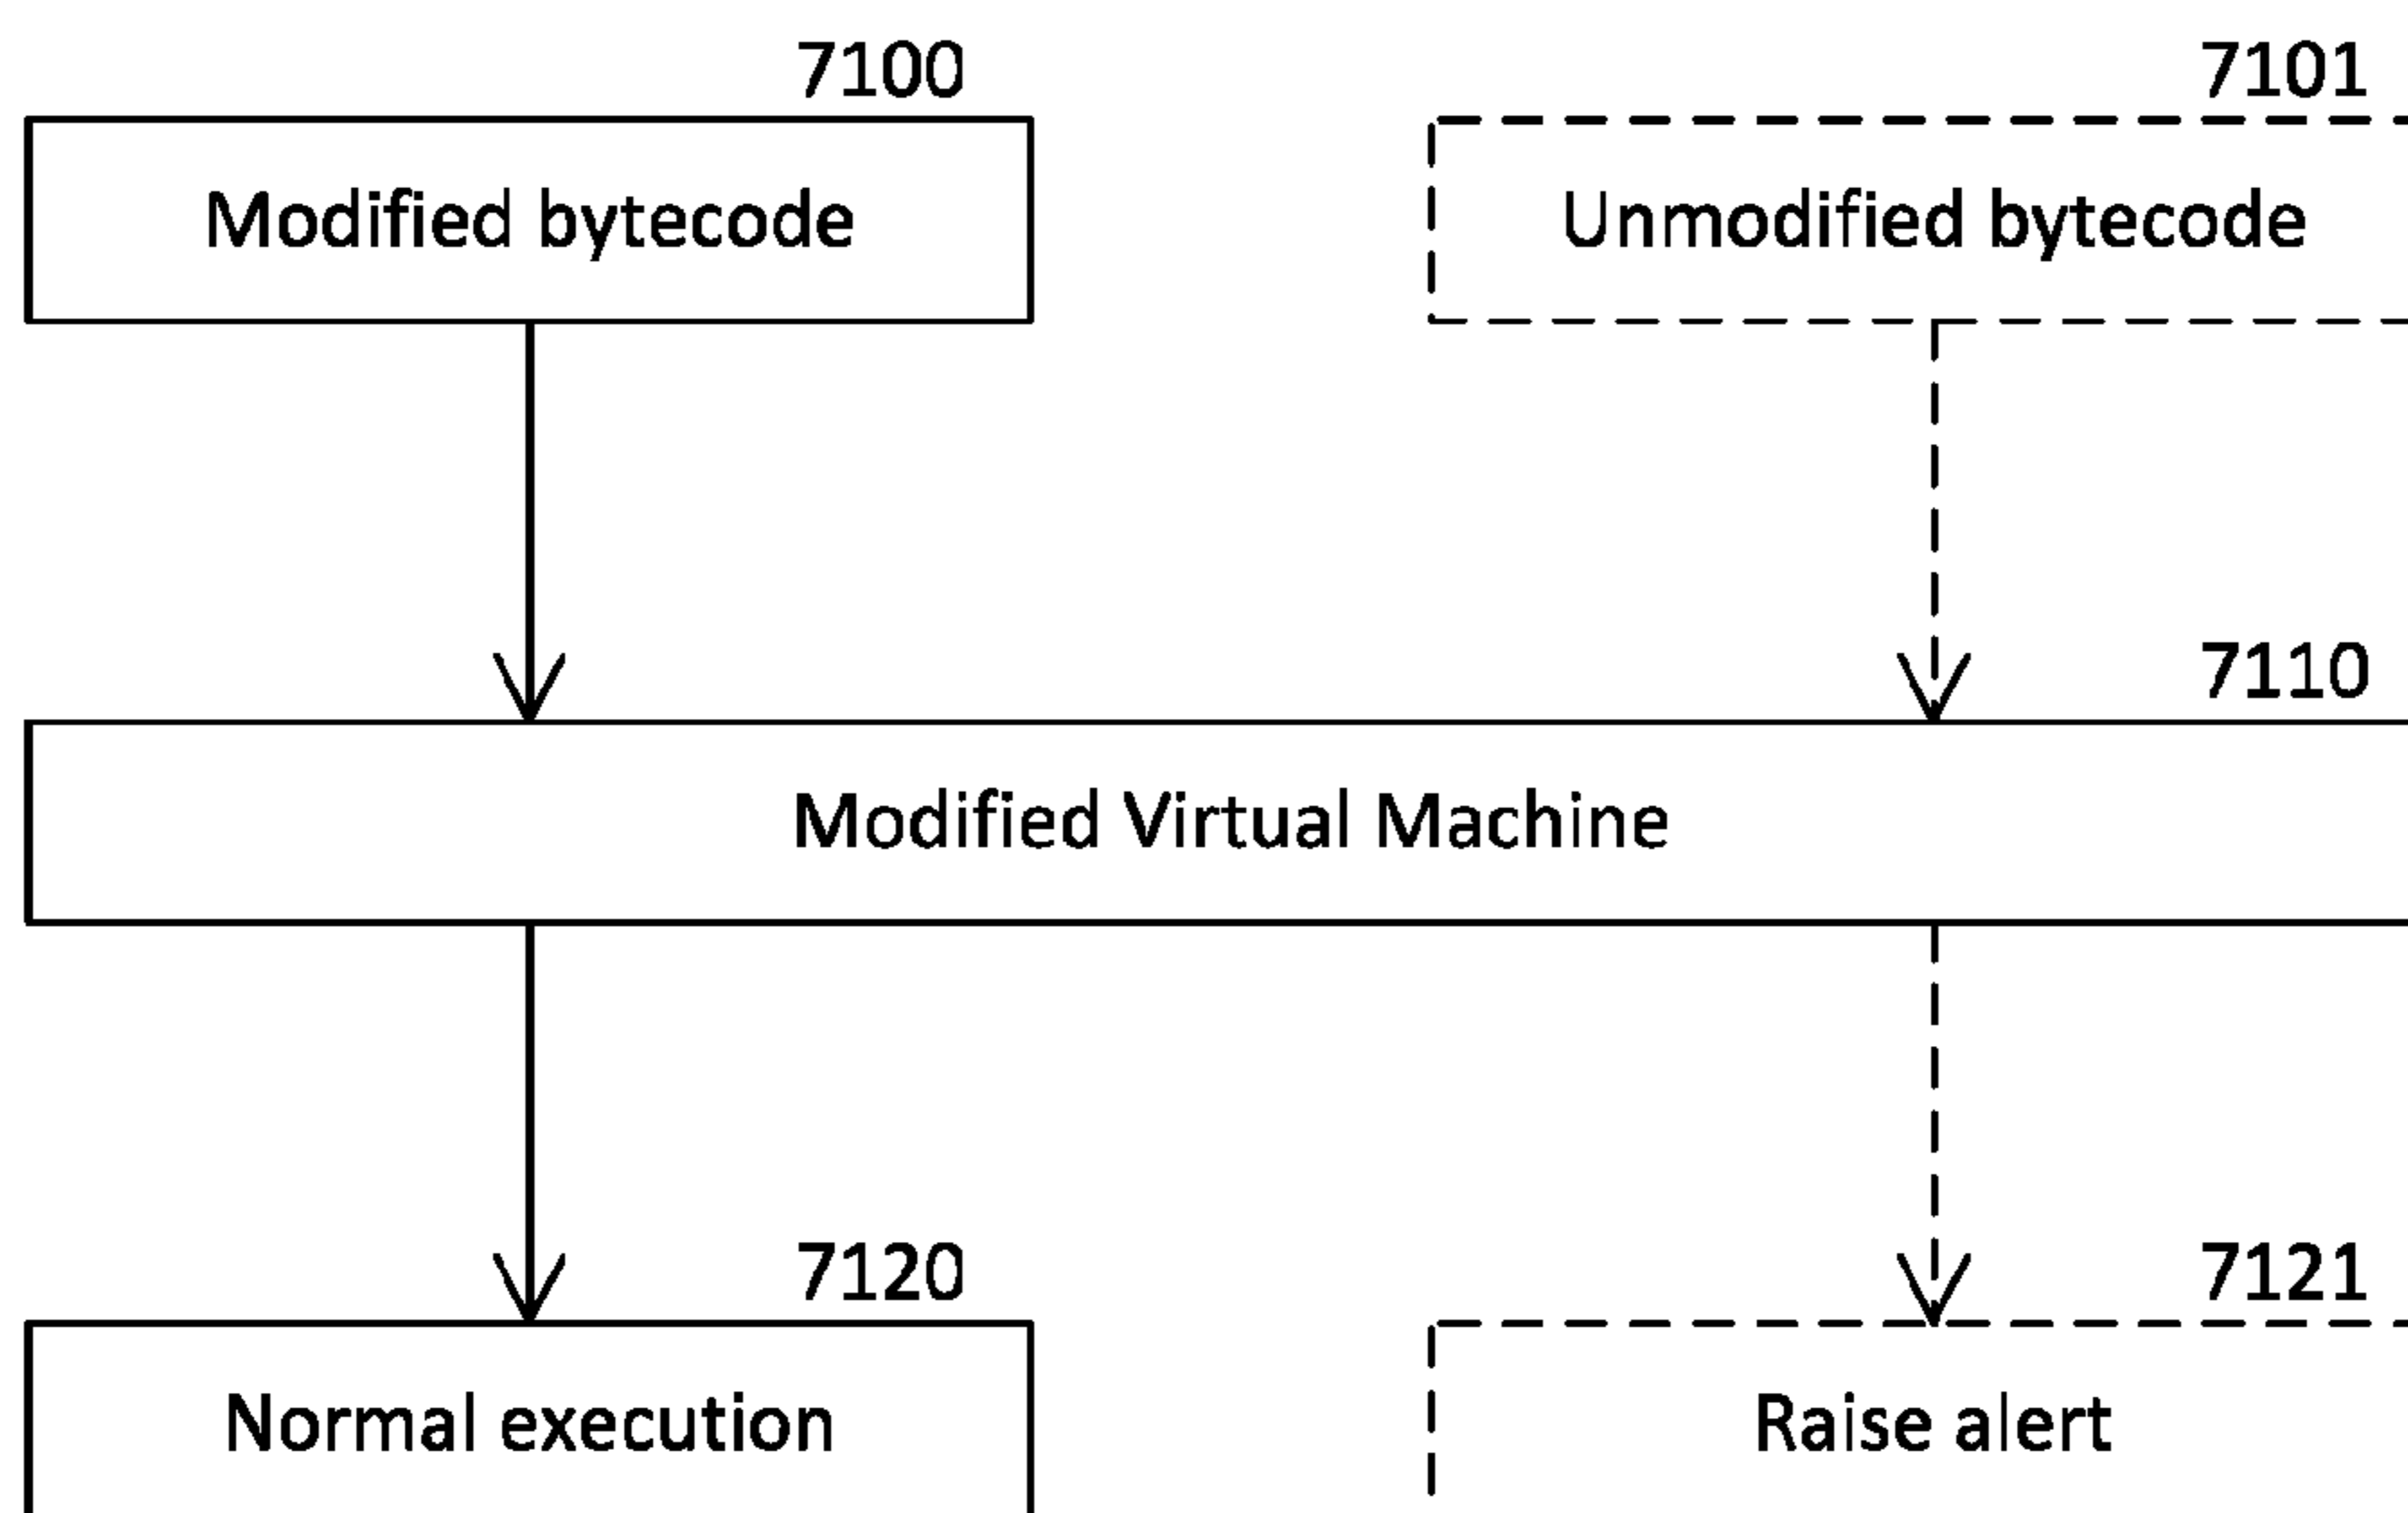 7100
7101
Modified bytecode
Unmodified bytecode
7110
Modified Virtual Machine
7120
7121
Normal execution
Raise alert